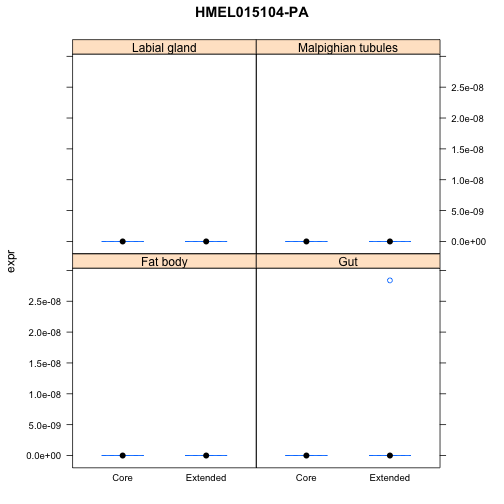 HMEL015104-PA
Labial gland
Malpighian tubules
2.5e-08
2.0e-08
1.5e-08
1.0e-08
5.0e-09
0.0e+00
expr
Fat body
Gut
2.5e-08
2.0e-08
1.5e-08
1.0e-08
5.0e-09
0.0e+00
Core
Extended
Core
Extended